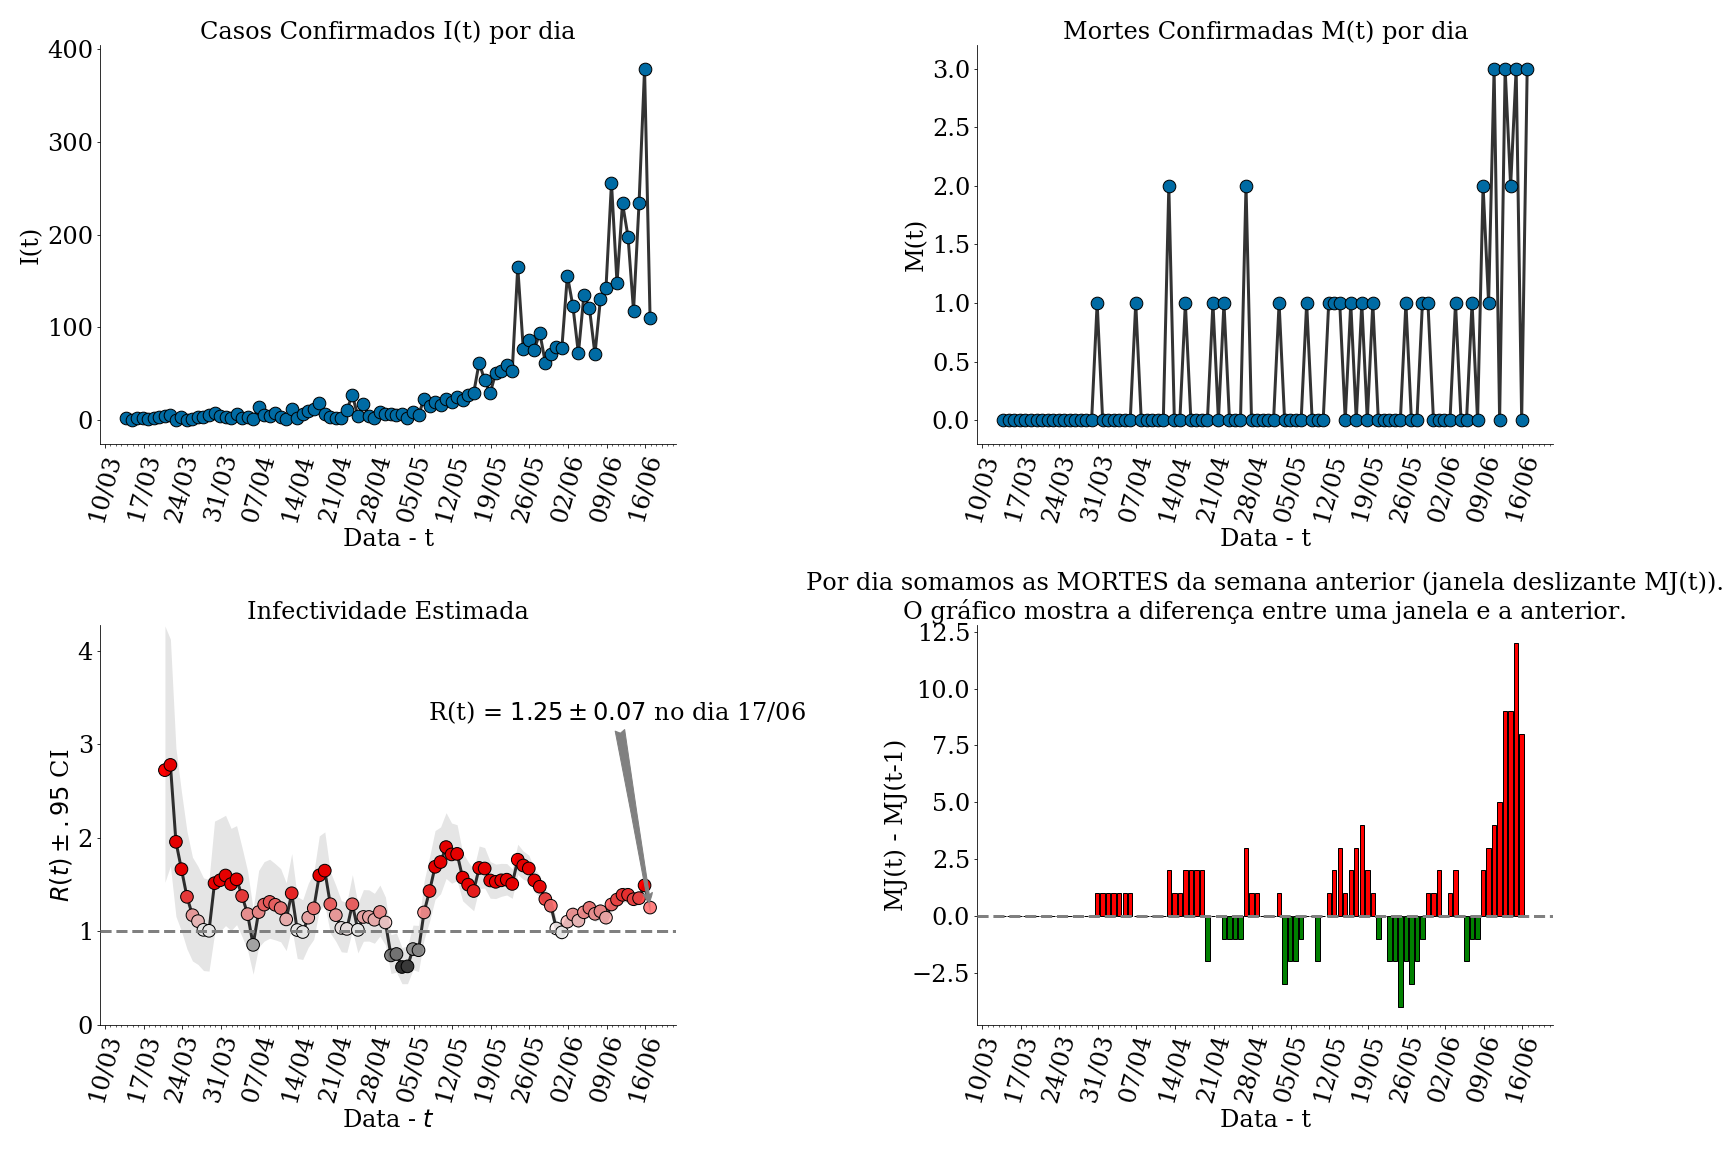 Casos Confirmados I(t) por dia
400
300
200
100
0
I(t)
10/03 17/03 24/03 31/03 07/04 14/04 21/04 28/04 05/05 12/05 19/05 26/05 02/06 09/06 16/06
Data - t
Mortes Confirmadas M(t) por dia
3.0
2.5
2.0
1.5
1.0
0.5
0.0
M(t)
10/03 17/03 24/03 31/03 07/04 14/04 21/04 28/04 05/05 12/05 19/05 26/05 02/06 09/06 16/06
Data - t
Infectividade Estimada
4
3
2
1
0
R(t) ± .95 CI
R(t) = 1.25 ± 0.07 no dia 17/06
10/03 17/03 24/03 31/03 07/04 14/04 21/04 28/04 05/05 12/05 19/05 26/05 02/06 09/06 16/06
Data - t
Por dia somamos as MORTES da semana anterior (janela deslizante MJ(t)).
O gráfico mostra a diferença entre uma janela e a anterior.
12.5
10.0
7.5
5.0
2.5
0.0
−2.5
MJ(t) - MJ(t-1)
10/03 17/03 24/03 31/03 07/04 14/04 21/04 28/04 05/05 12/05 19/05 26/05 02/06 09/06 16/06
Data - t